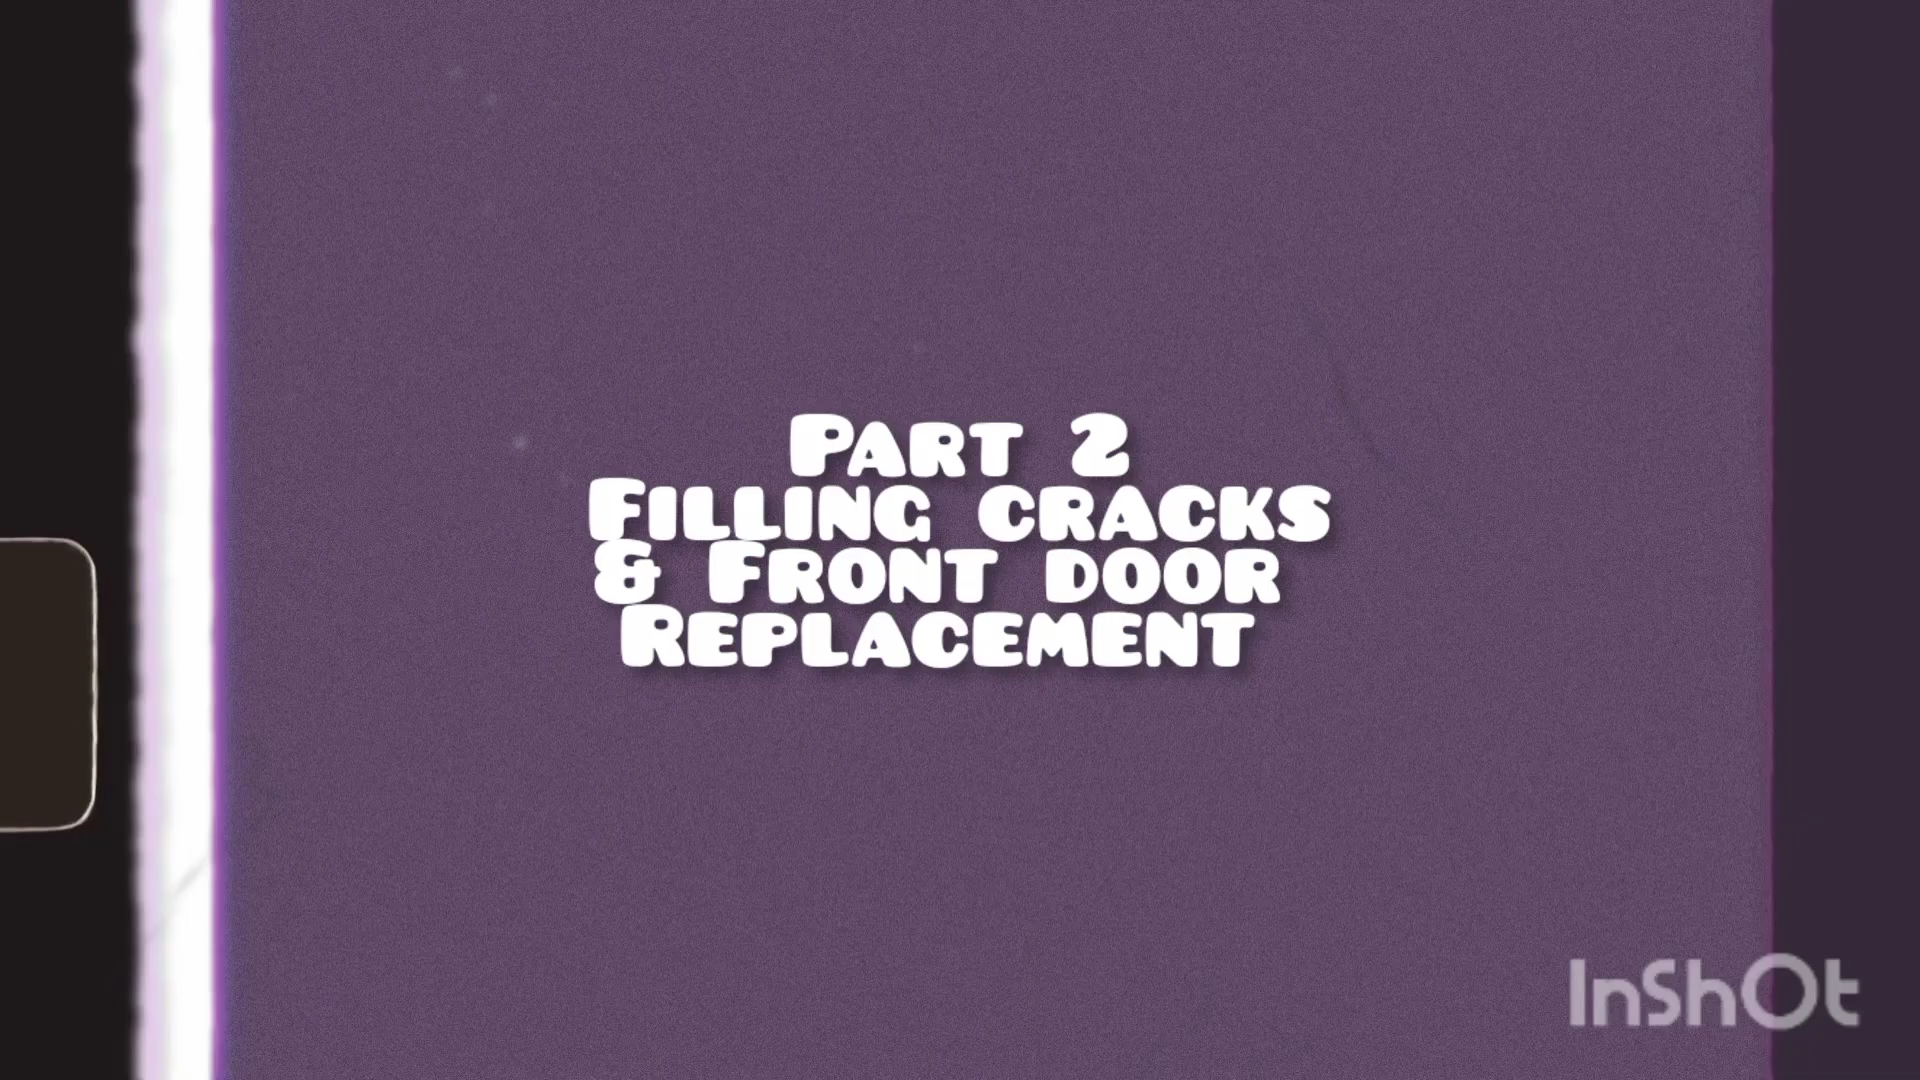 Part 2
Filling cracks
& Front door
Replacement
InShOt